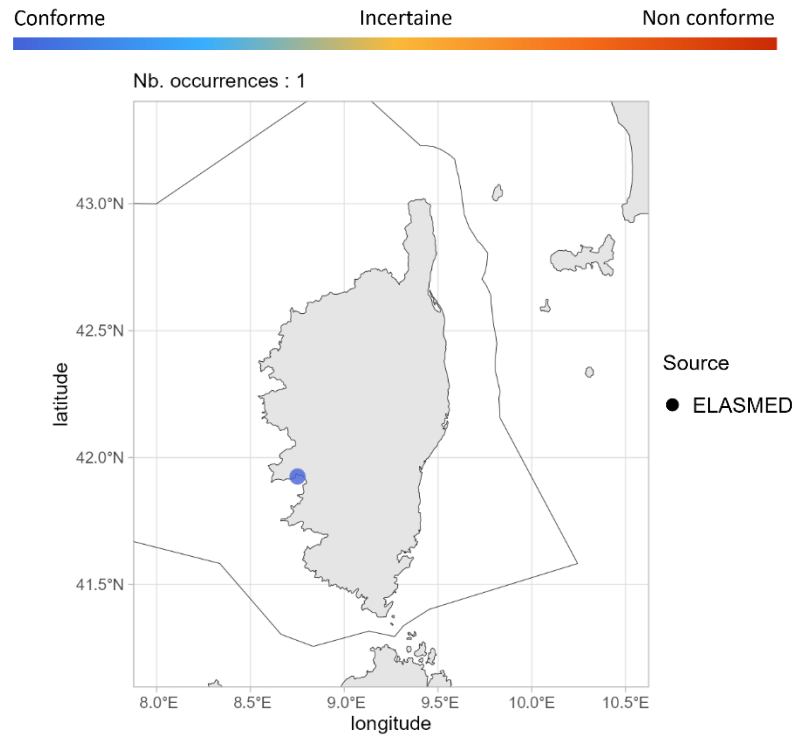 Conforme Incertaine Non conforme
Nb. occurrences : 1
43.0°N
42.5°N
42.0°N
41.5°N
latitude
8.0°E 8.5°E 9.0°E 9.5°E 10.0°E 10.5°E
longitude
Source
ELASMED